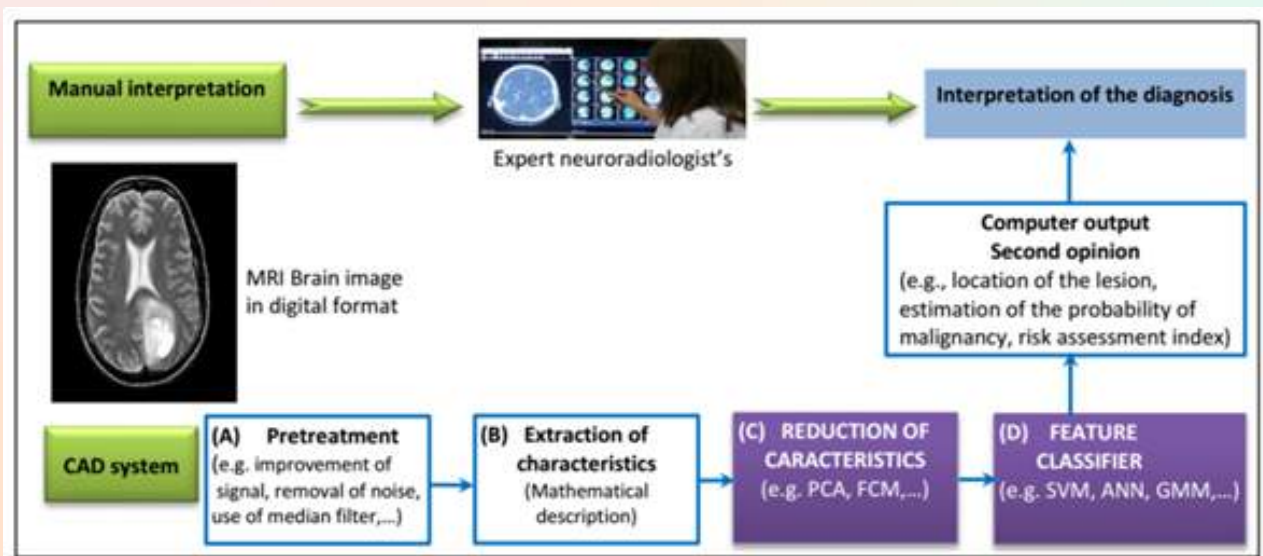 Manual interpretation
Expert neuroradiologist's
Interpretation of the diagnosis
MRI Brain image
in digital format
Computer output
Second opinion
(e.g., location of the lesion,
estimation of the probability of
malignancy, risk assessment index)
CAD system
(A) Pretreatment
(e.g. improvement of
signal, removal of noise,
use of median filter,...)
(B) Extraction of
characteristics
(Mathematical
description)
(C) REDUCTION OF
CARACTERISTICS
(e.g. PCA, FCM,...)
(D) FEATURE
CLASSIFIER
(e.g. SVM, ANN, GMM,...)